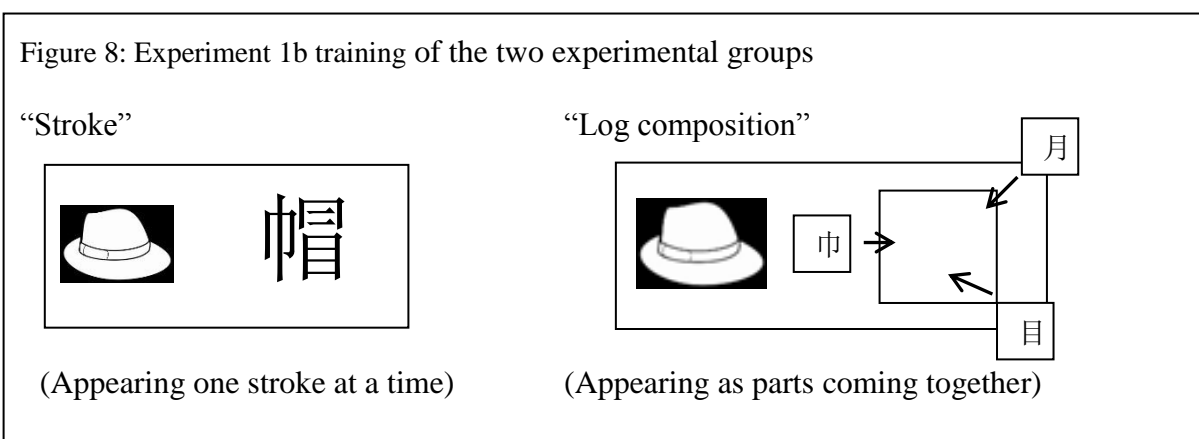 Figure 8: Experiment 1b training of the two experimental groups
“Stroke”
“Log composition”
月
帽
巾
目
(Appearing one stroke at a time)
(Appearing as parts coming together)